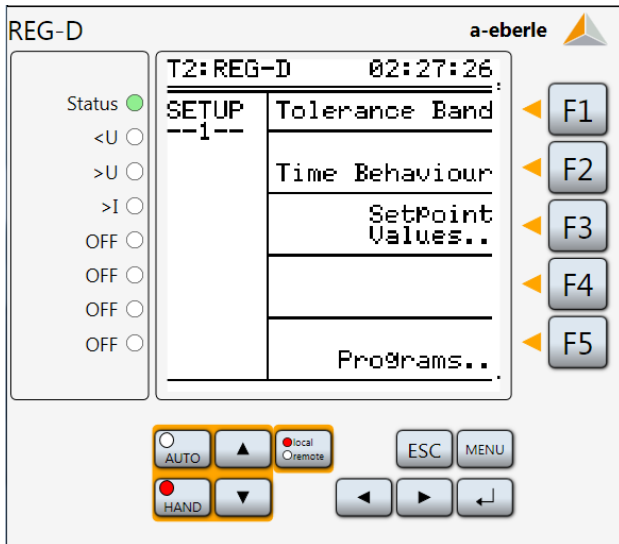 REG-D
a-eberle
T2:REG-D 02:27:26
SETUP
--1--
Tolerance Band
Time Behaviour
Setpoint
Values..
Programs..
Status
<U
>U
>I
OFF
OFF
OFF
OFF
F1
F2
F3
F4
F5
AUTO
local
remote
ESC
MENU
HAND